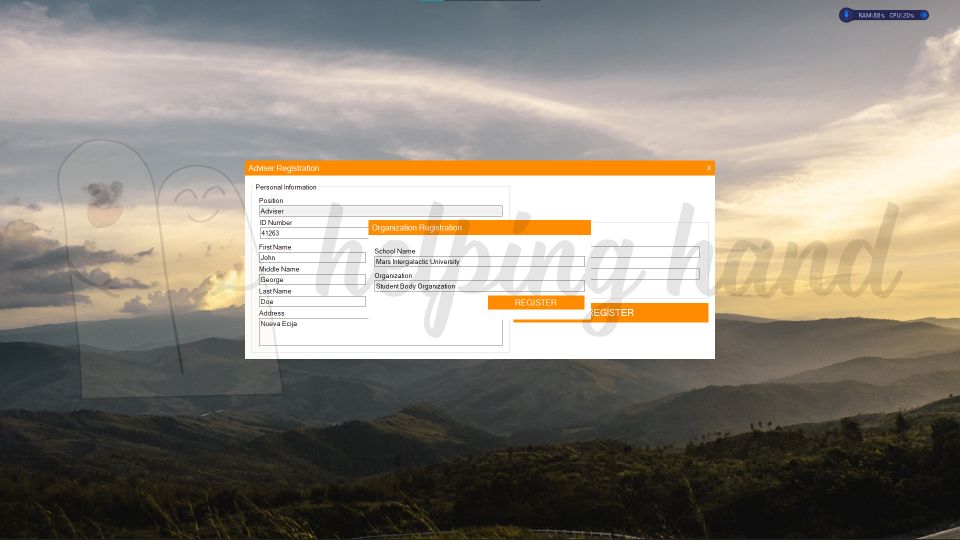 RAM:88% CPU:20%
Adviser Registration
X
Personal Information
Position
Adviser
ID Number
41263
First Name
John
Middle Name
George
Last Name
Doe
Address
Nueva Ecija
Organization Registration
School Name
Mars Intergalactic University
Organization
Student Body Organization
REGISTER
REGISTER
helping hand